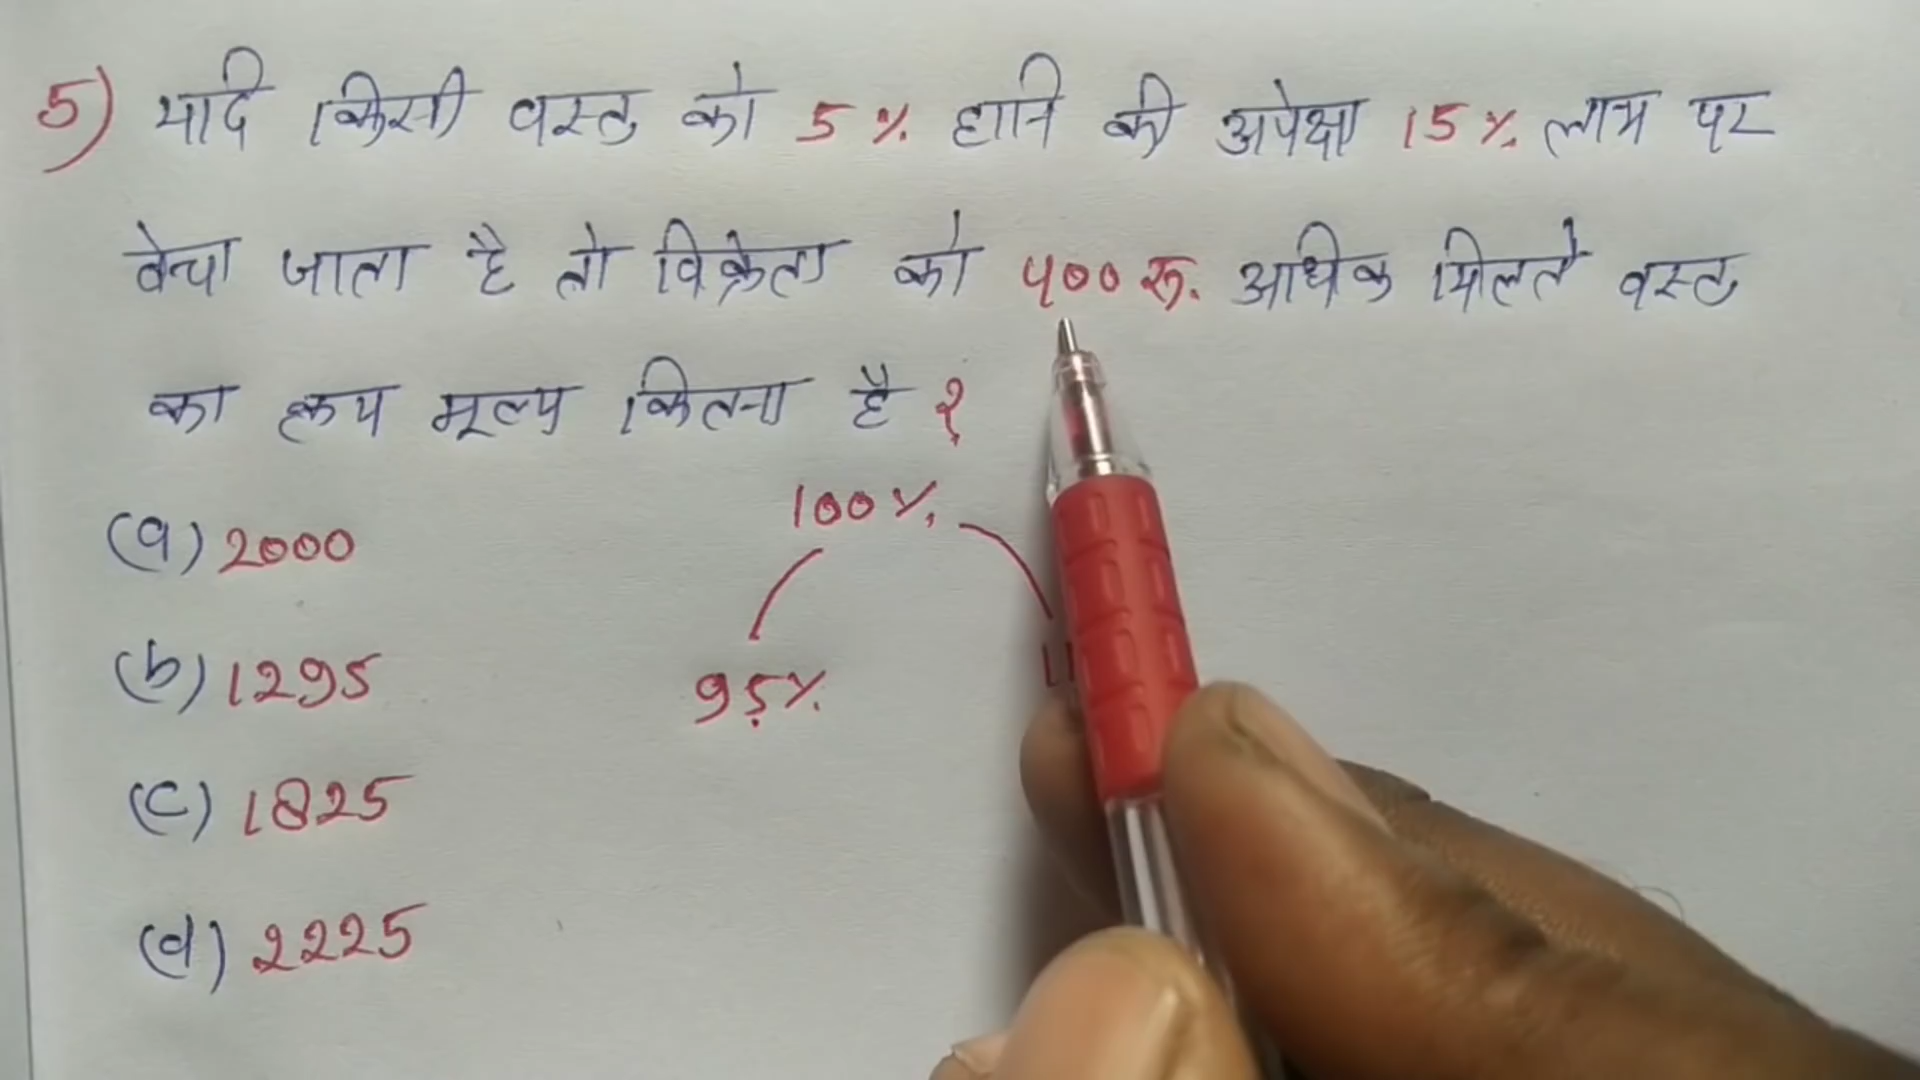 5) यदि किसी वस्तु को 5% हानि की अपेक्षा 15% लाभ पर
बेचा जाता है तो विक्रेता को 400 रू. अधिक मिलते वस्तु
का क्रय मूल्य कितना है ?
100%
(a) 2000
95%
(b) 1295
(c) 1825
(d) 2225